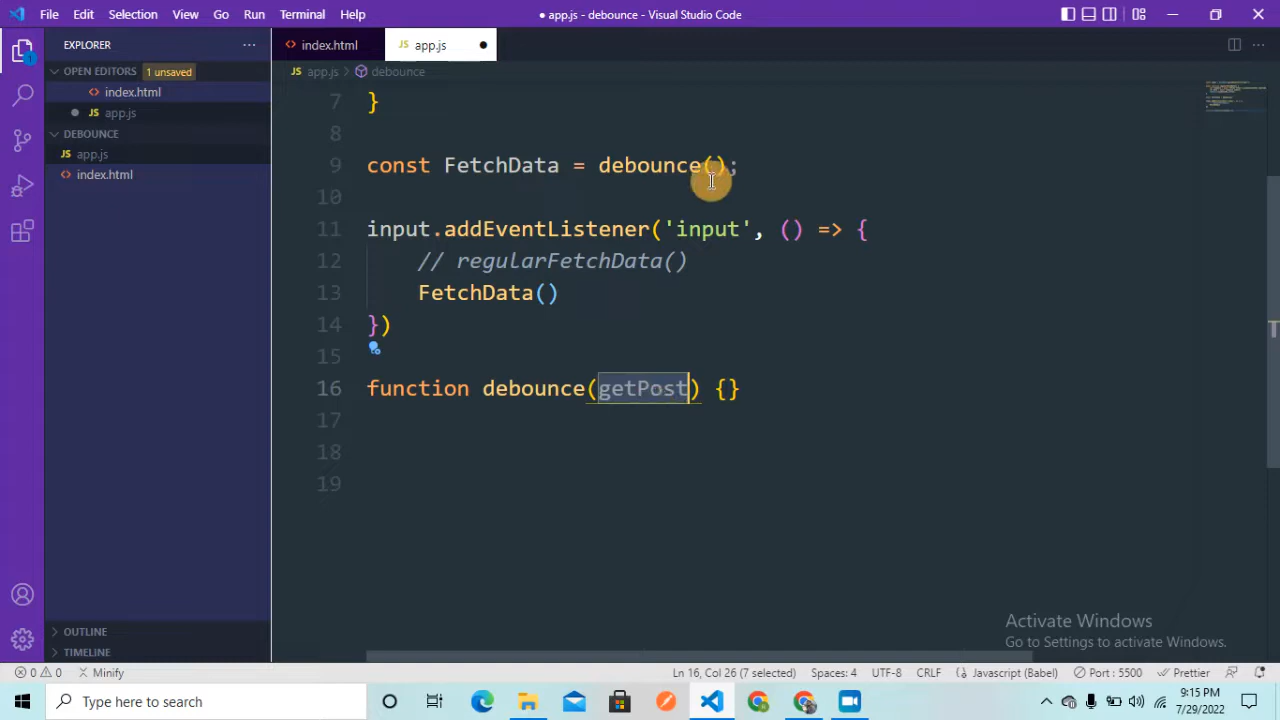 File Edit Selection View Go Run Terminal Help
● app.js - debounce - Visual Studio Code
EXPLORER
index.html
JS app.js
OPEN EDITORS 1 unsaved
index.html
app.js
DEBOUNCE
JS app.js
index.html
JS app.js > debounce
7 }
8
9 const FetchData = debounce();
10
11 input.addEventListener('input', () => {
12 // regularFetchData()
13 FetchData()
14 })
15
16 function debounce(getPost) {}
17
18
19
OUTLINE
TIMELINE
Activate Windows
Go to Settings to activate Windows.
0 0 Minify
Ln 16, Col 26 (7 selected) Spaces: 4 UTF-8 CRLF {} Javascript (Babel) Port : 5500 Prettier
Type here to search
9:15 PM
7/29/2022